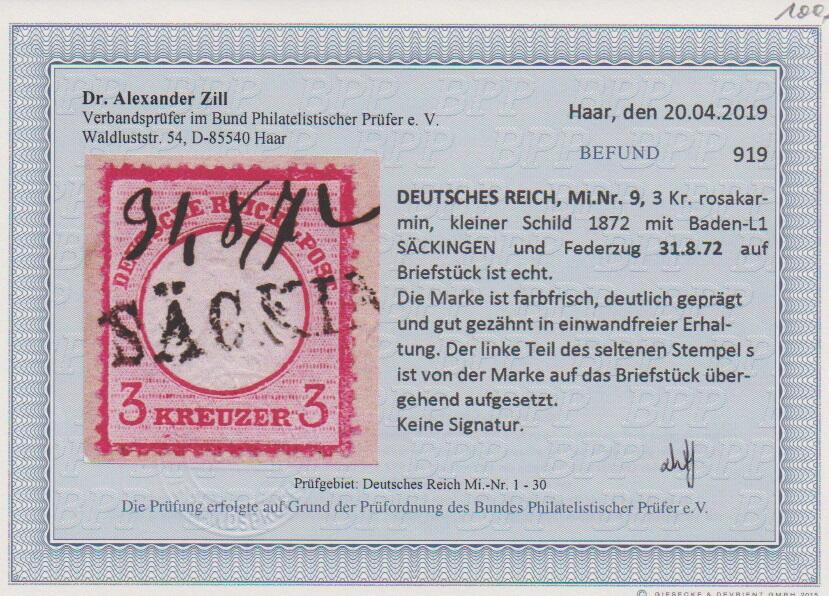 100,
Dr. Alexander Zill
Verbandsprüfer im Bund Philatelistischer Prüfer e. V.
Waldluststr. 54, D-85540 Haar
Haar, den 20.04.2019
BEFUND 919
31,8,72
DEUTSCHE REICHS-POST
SÄCKIN
3 KREUZER 3
DEUTSCHES REICH, Mi.Nr. 9, 3 Kr. rosakar-
min, kleiner Schild 1872 mit Baden-L1
SÄCKINGEN und Federzug 31.8.72 auf
Briefstück ist echt.
Die Marke ist farbfrisch, deutlich geprägt
und gut gezähnt in einwandfreier Erhal-
tung. Der linke Teil des seltenen Stempel s
ist von der Marke auf das Briefstück über-
gehend aufgesetzt.
Keine Signatur.
Prüfgebiet: Deutsches Reich Mi.-Nr. 1 - 30
Die Prüfung erfolgte auf Grund der Prüfordnung des Bundes Philatelistischer Prüfer e.V.
© GIESECKE & DEVRIENT GMBH 2015